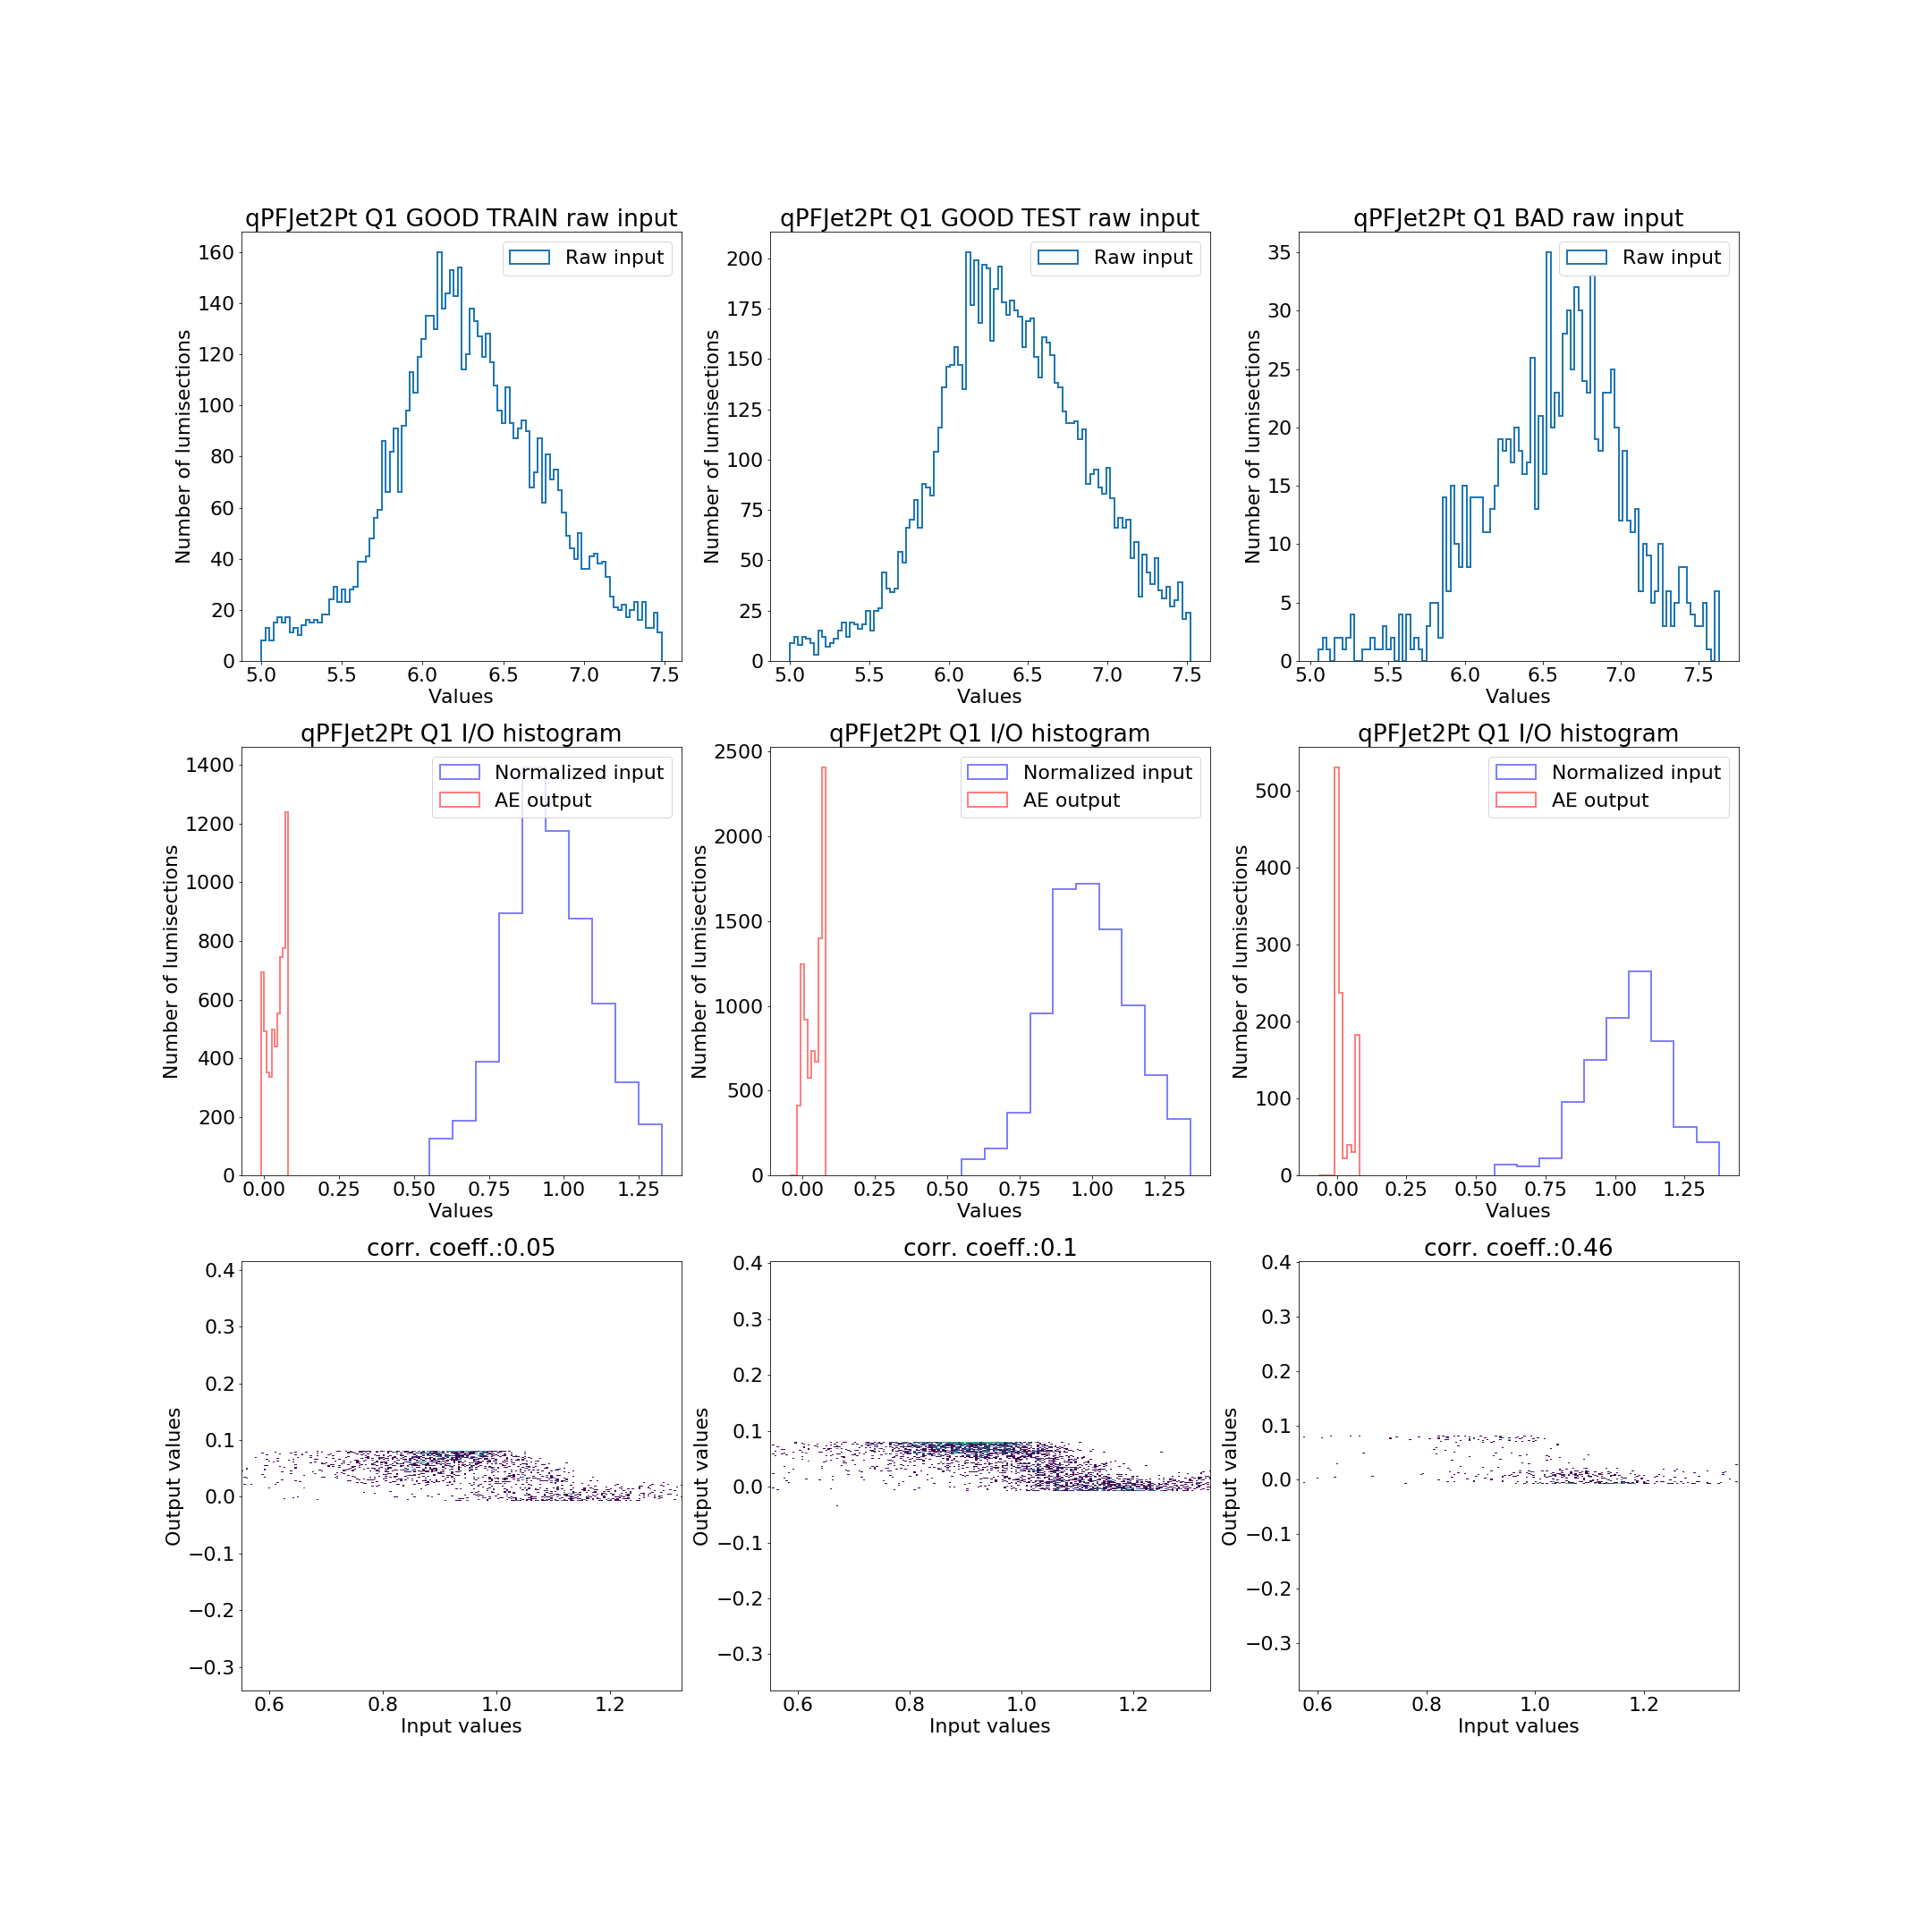 qPFJet2Pt Q1 GOOD TRAIN raw input
qPFJet2Pt Q1 GOOD TEST raw input
qPFJet2Pt Q1 BAD raw input
Raw input
Raw input
Raw input
Number of lumisections
160
140
120
100
80
60
40
20
0
Number of lumisections
200
175
150
125
100
75
50
25
0
Number of lumisections
35
30
25
20
15
10
5
0
5.0 5.5 6.0 6.5 7.0 7.5
5.0 5.5 6.0 6.5 7.0 7.5
5.0 5.5 6.0 6.5 7.0 7.5
Values
Values
Values
qPFJet2Pt Q1 I/O histogram
qPFJet2Pt Q1 I/O histogram
qPFJet2Pt Q1 I/O histogram
Normalized input
AE output
Normalized input
AE output
Normalized input
AE output
Number of lumisections
1400
1200
1000
800
600
400
200
0
Number of lumisections
2500
2000
1500
1000
500
0
Number of lumisections
500
400
300
200
100
0
0.00 0.25 0.50 0.75 1.00 1.25
0.00 0.25 0.50 0.75 1.00 1.25
0.00 0.25 0.50 0.75 1.00 1.25
Values
Values
Values
corr. coeff.:0.05
corr. coeff.:0.1
corr. coeff.:0.46
Output values
0.4
0.3
0.2
0.1
0.0
−0.1
−0.2
−0.3
Output values
0.4
0.3
0.2
0.1
0.0
−0.1
−0.2
−0.3
Output values
0.4
0.3
0.2
0.1
0.0
−0.1
−0.2
−0.3
0.6 0.8 1.0 1.2
0.6 0.8 1.0 1.2
0.6 0.8 1.0 1.2
Input values
Input values
Input values